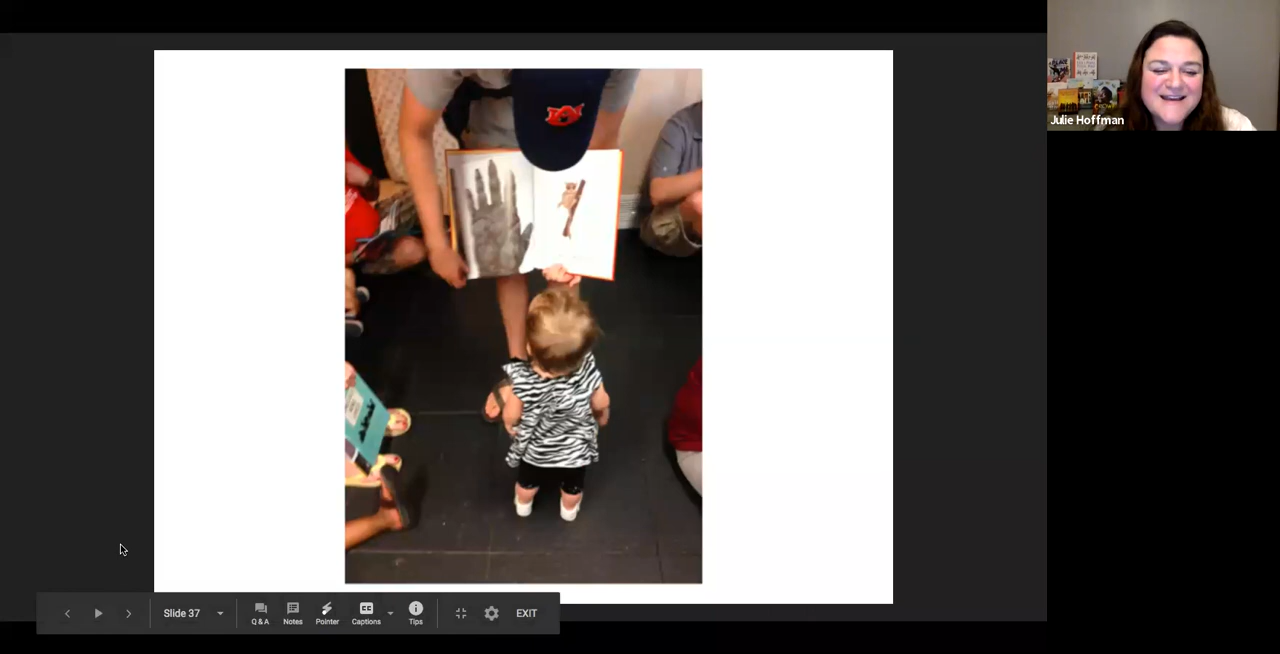 Julie Hoffman
Slide 37
Q & A
Notes
Pointer
Captions
Tips
EXIT